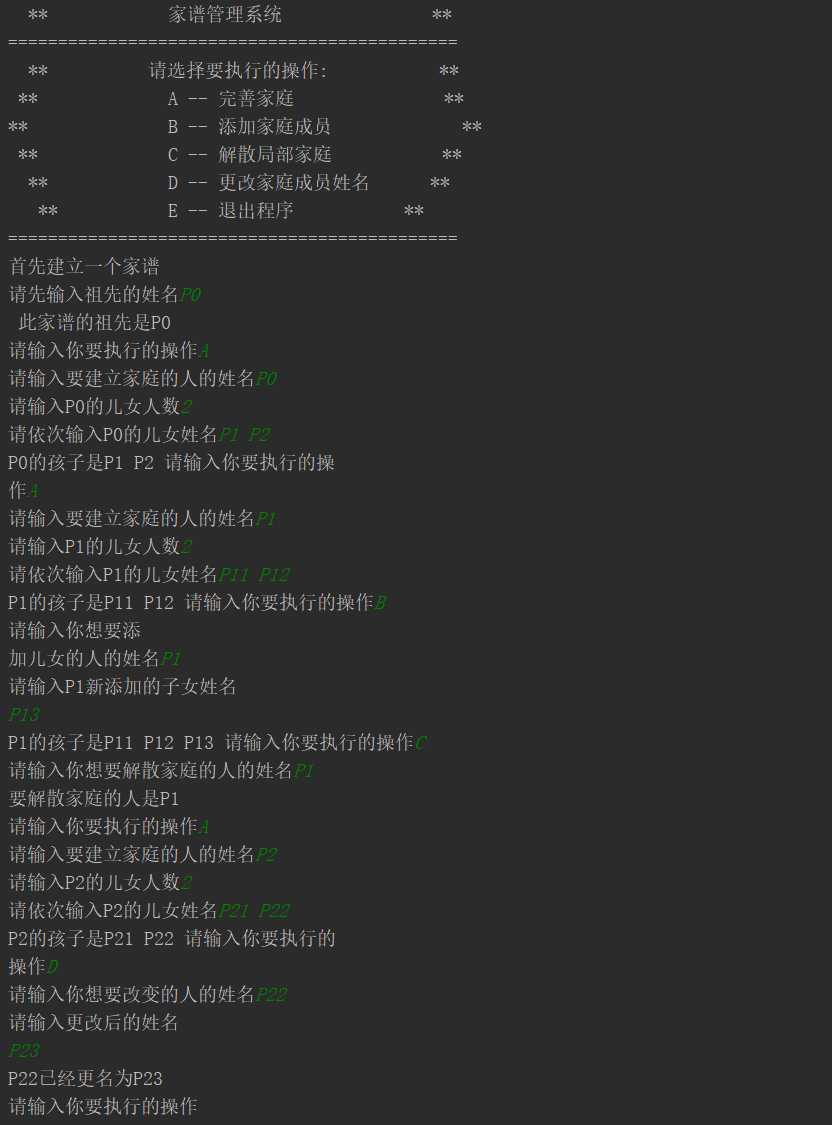 ** 家谱管理系统 **
=============================================
** 请选择要执行的操作: **
** A -- 完善家庭 **
** B -- 添加家庭成员 **
** C -- 解散局部家庭 **
** D -- 更改家庭成员姓名 **
** E -- 退出程序 **
=============================================
首先建立一个家谱
请先输入祖先的姓名P0
此家谱的祖先是P0
请输入你要执行的操作A
请输入要建立家庭的人的姓名P0
请输入P0的儿女人数2
请依次输入P0的儿女姓名P1 P2
P0的孩子是P1 P2 请输入你要执行的操
作A
请输入要建立家庭的人的姓名P1
请输入P1的儿女人数2
请依次输入P1的儿女姓名P11 P12
P1的孩子是P11 P12 请输入你要执行的操作B
请输入你想要添
加儿女的人的姓名P1
请输入P1新添加的子女姓名
P13
P1的孩子是P11 P12 P13 请输入你要执行的操作C
请输入你想要解散家庭的人的姓名P1
要解散家庭的人是P1
请输入你要执行的操作A
请输入要建立家庭的人的姓名P2
请输入P2的儿女人数2
请依次输入P2的儿女姓名P21 P22
P2的孩子是P21 P22 请输入你要执行的
操作D
请输入你想要改变的人的姓名P22
请输入更改后的姓名
P23
P22已经更名为P23
请输入你要执行的操作